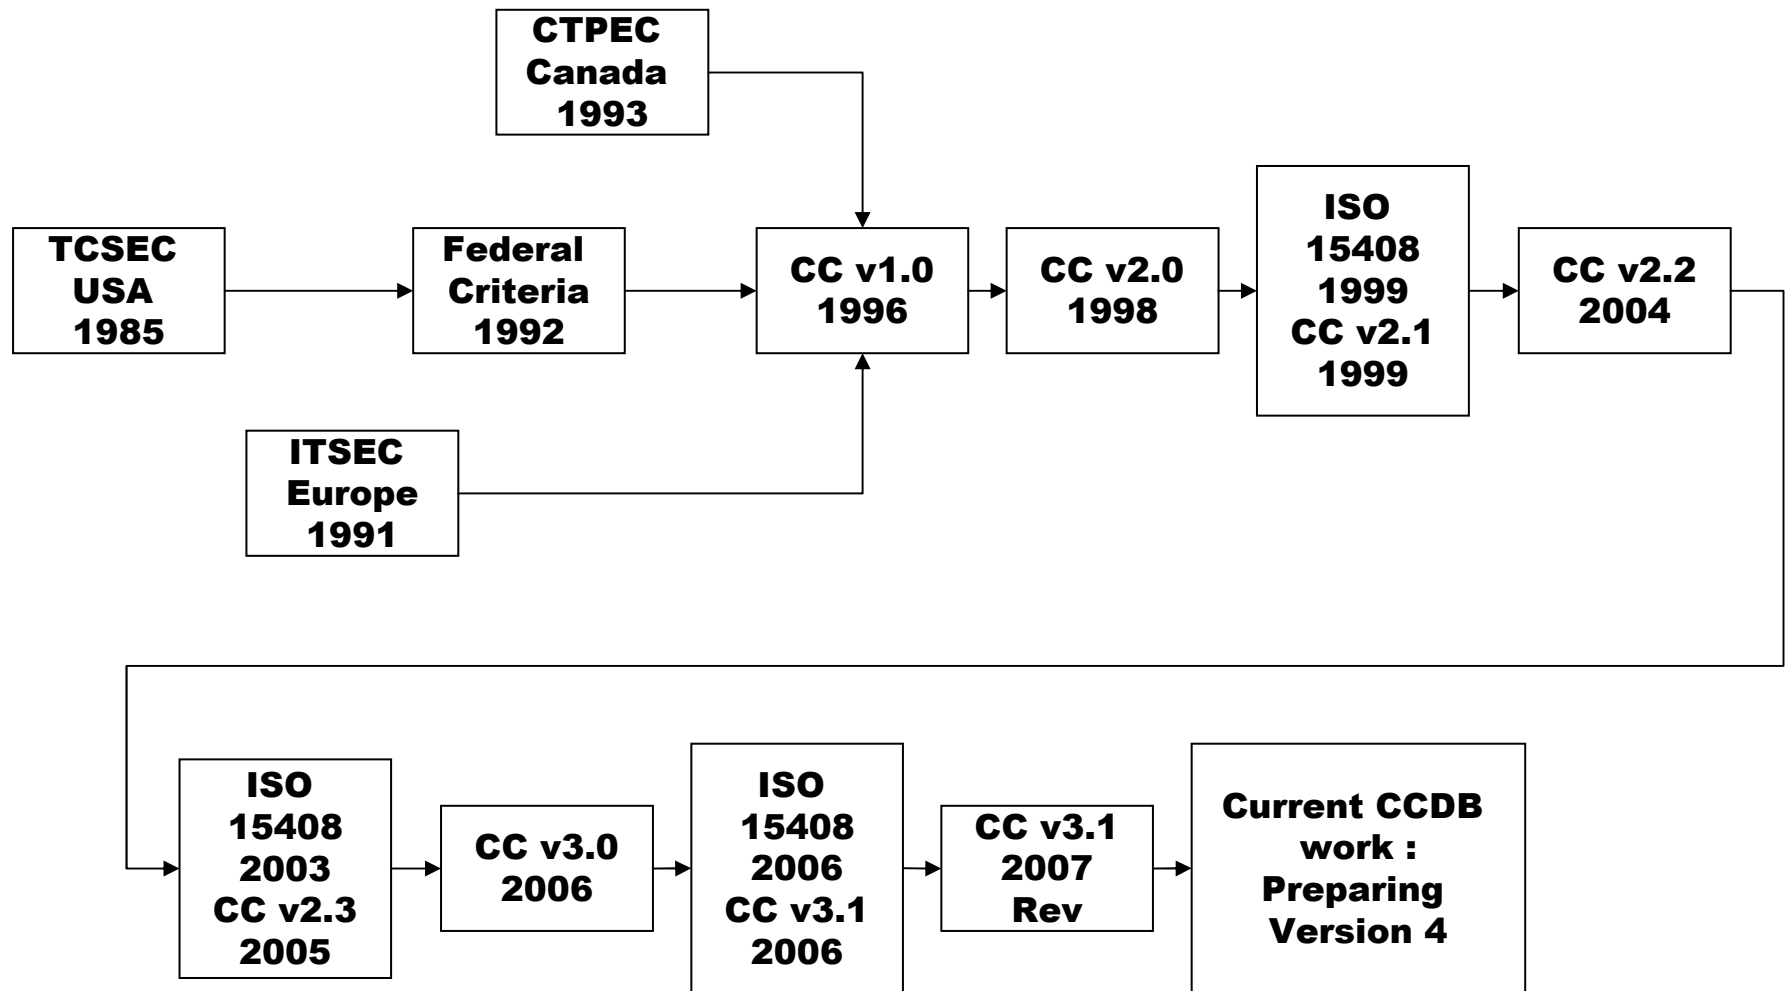 CTPEC
Canada
1993
TCSEC
USA
1985
Federal
Criteria
1992
CC v1.0
1996
CC v2.0
1998
ISO
15408
1999
CC v2.1
1999
CC v2.2
2004
ITSEC
Europe
1991
ISO
15408
2003
CC v2.3
2005
CC v3.0
2006
ISO
15408
2006
CC v3.1
2006
CC v3.1
2007
Rev
Current CCDB
work :
Preparing
Version 4